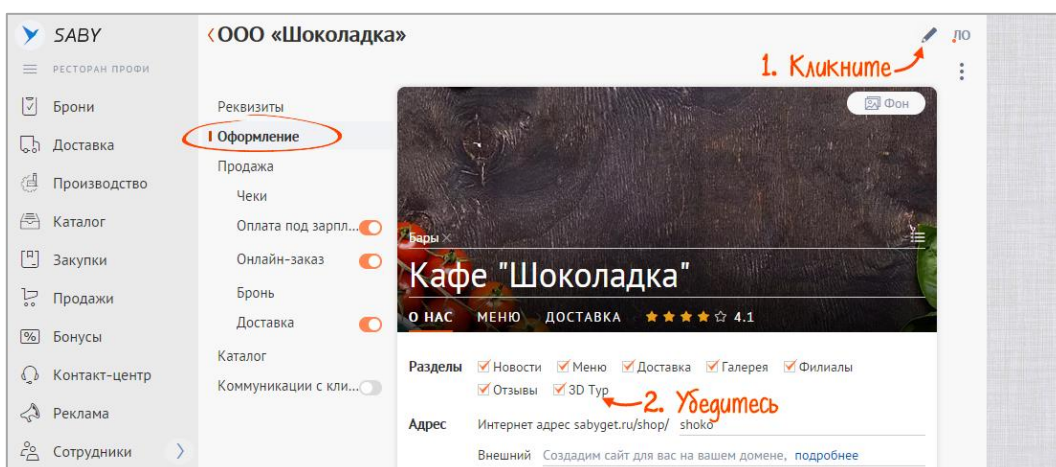 SABY
РЕСТОРАН ПРОФИ
Брони
Доставка
Производство
Каталог
Закупки
Продажи
Бонусы
Контакт-центр
Реклама
Сотрудники
ООО «Шоколадка»
ЛО
1. Кликните
Реквизиты
Оформление
Продажа
Чеки
Оплата под зарпл...
Онлайн-заказ
Бронь
Доставка
Каталог
Коммуникации с кли...
Фон
Бары
Кафе "Шоколадка"
О НАС МЕНЮ ДОСТАВКА 4.1
Разделы Новости Меню Доставка Галерея Филиалы
Отзывы 3D Тур
2. Убедитесь
Адрес Интернет адрес sabyget.ru/shop/ shoko
Внешний Создадим сайт для вас на вашем домене, подробнее